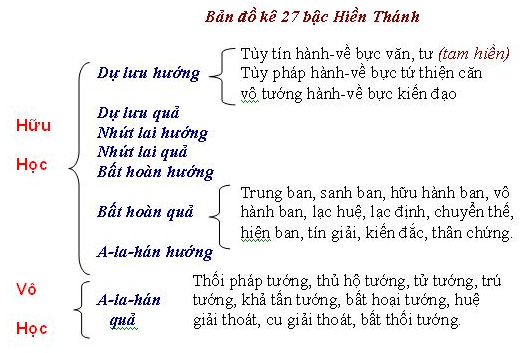 Bản đồ kê 27 bậc Hiền Thánh
Hữu
Học
Dự lưu hướng
Tùy tín hành-về bực văn, tư (tam hiền)
Tùy pháp hành-về bực tứ thiện căn
vô tướng hành-về bực kiến đạo
Dự lưu quả
Nhứt lai hướng
Nhứt lai quả
Bất hoàn hướng
Bất hoàn quả
Trung ban, sanh ban, hữu hành ban, vô
hành ban, lạc huệ, lạc định, chuyển thế,
hiện ban, tín giải, kiến đắc, thân chứng.
A-la-hán hướng
Vô
Học
A-la-hán
quả
Thối pháp tướng, thủ hộ tướng, tử tướng, trú
tướng, khả tấn tướng, bất hoại tướng, huệ
giải thoát, cu giải thoát, bất thối tướng.